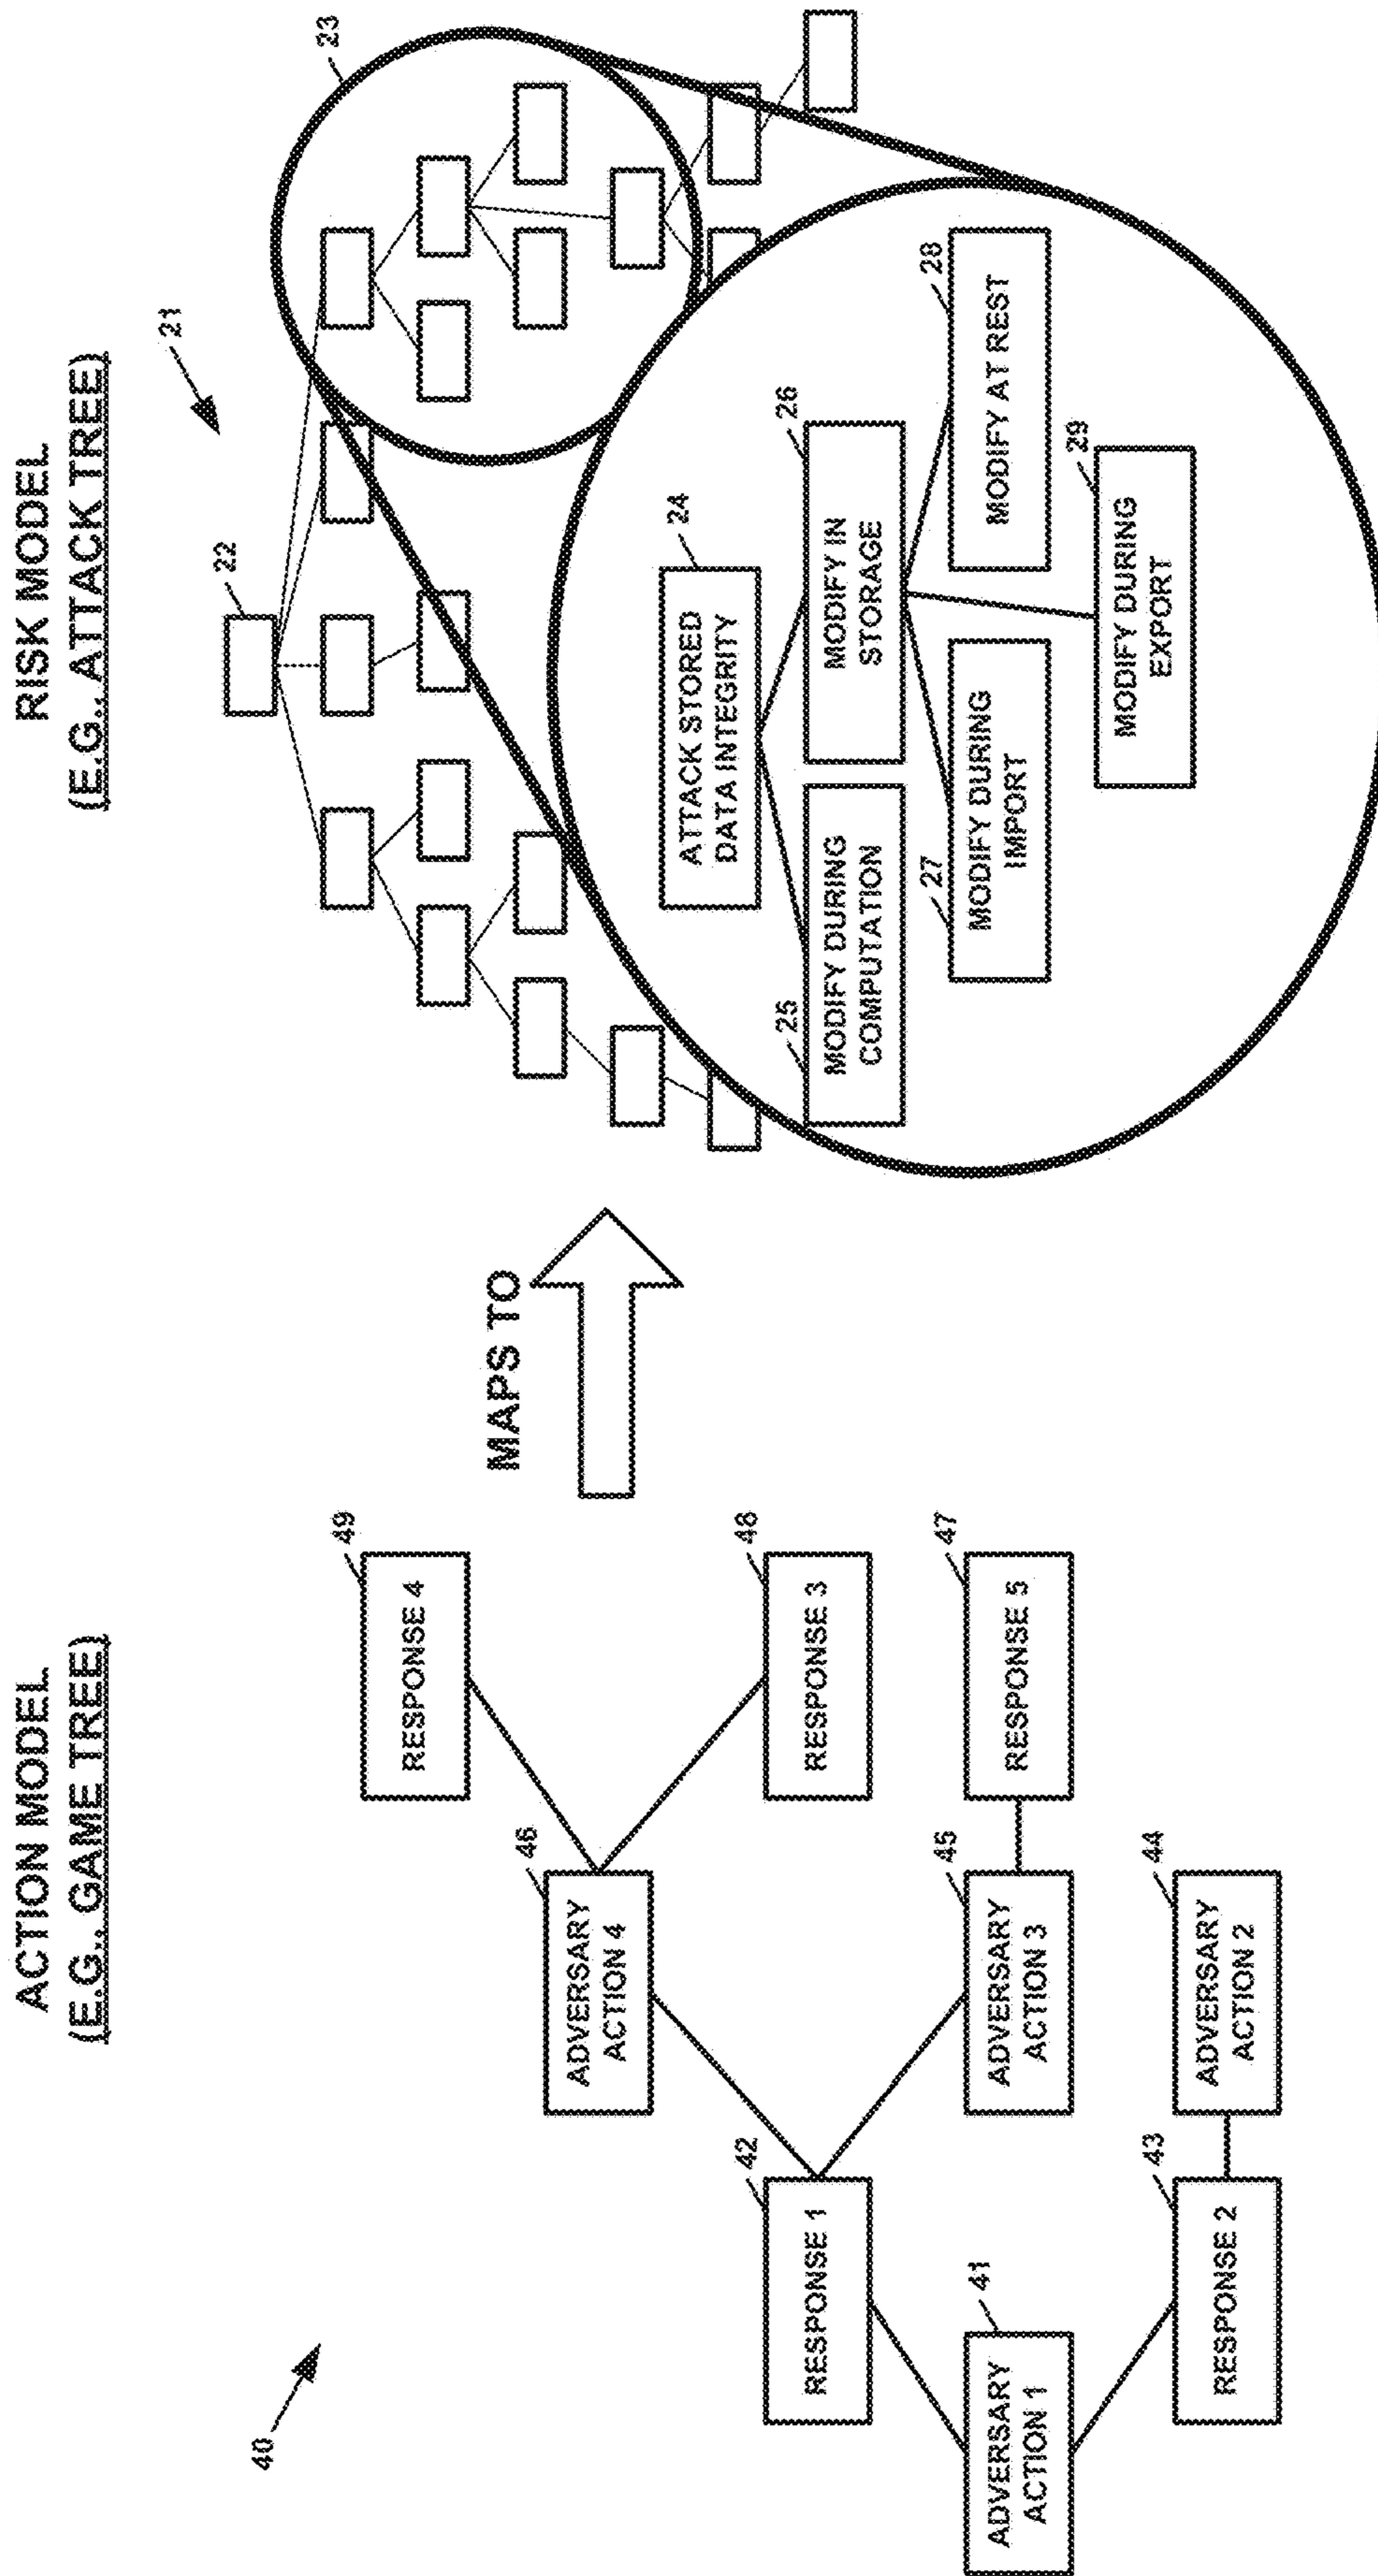 ACTION MODEL
(E.G., GAME TREE)
40
ADVERSARY
ACTION 1
41
RESPONSE 1
42
RESPONSE 2
43
ADVERSARY
ACTION 4
46
ADVERSARY
ACTION 3
45
ADVERSARY
ACTION 2
44
RESPONSE 4
49
RESPONSE 3
48
RESPONSE 5
47
MAPS TO
RISK MODEL
(E.G., ATTACK TREE)
21
22
23
ATTACK STORED
DATA INTEGRITY
24
25
MODIFY DURING
COMPUTATION
MODIFY IN
STORAGE
26
27
MODIFY DURING
IMPORT
MODIFY AT REST
28
MODIFY DURING
EXPORT
29